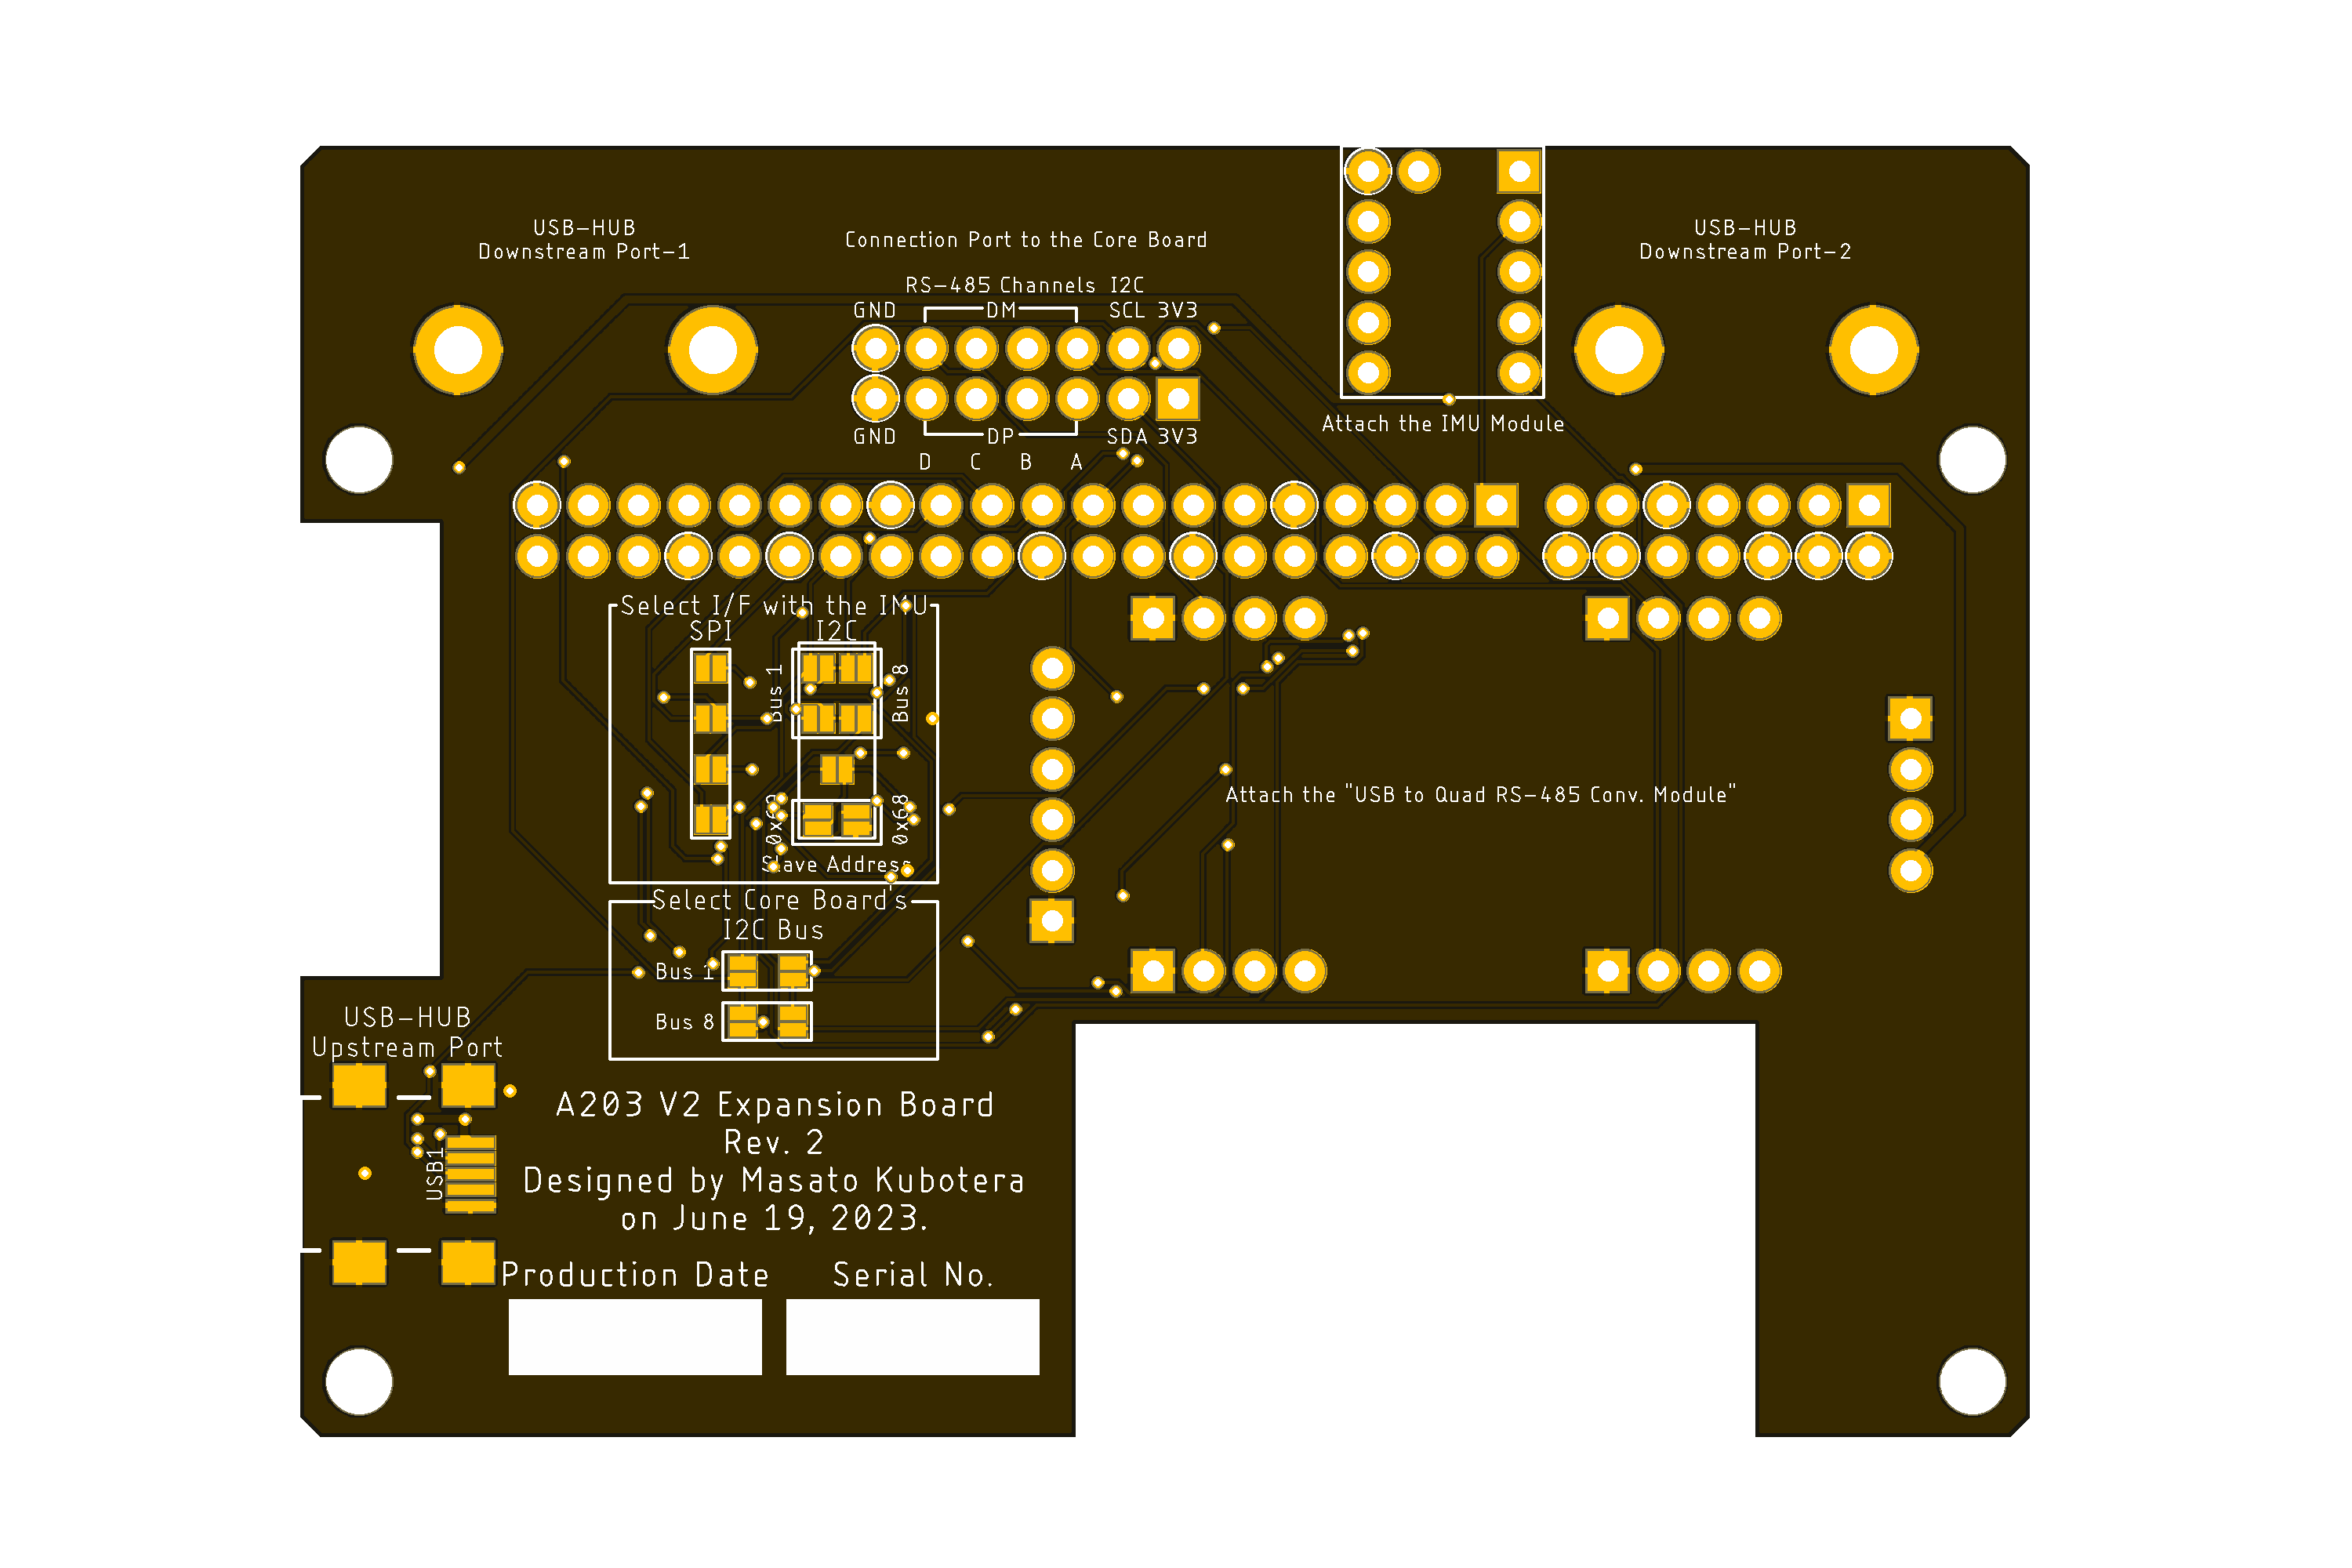 USB-HUB
Downstream Port-1
Connection Port to the Core Board
USB-HUB
Downstream Port-2
RS-485 Channels I2C
GND DM SCL 3V3
GND DP SDA 3V3
D C B A
Attach the IMU Module
Select I/F with the IMU
SPI I2C
Bus 1
Bus 8
0x68
Slave Address
Attach the "USB to Quad RS-485 Conv. Module"
Select Core Board's
I2C Bus
Bus 1
Bus 8
USB-HUB
Upstream Port
USB1
A203 V2 Expansion Board
Rev. 2
Designed by Masato Kubotera
on June 19, 2023.
Production Date Serial No.